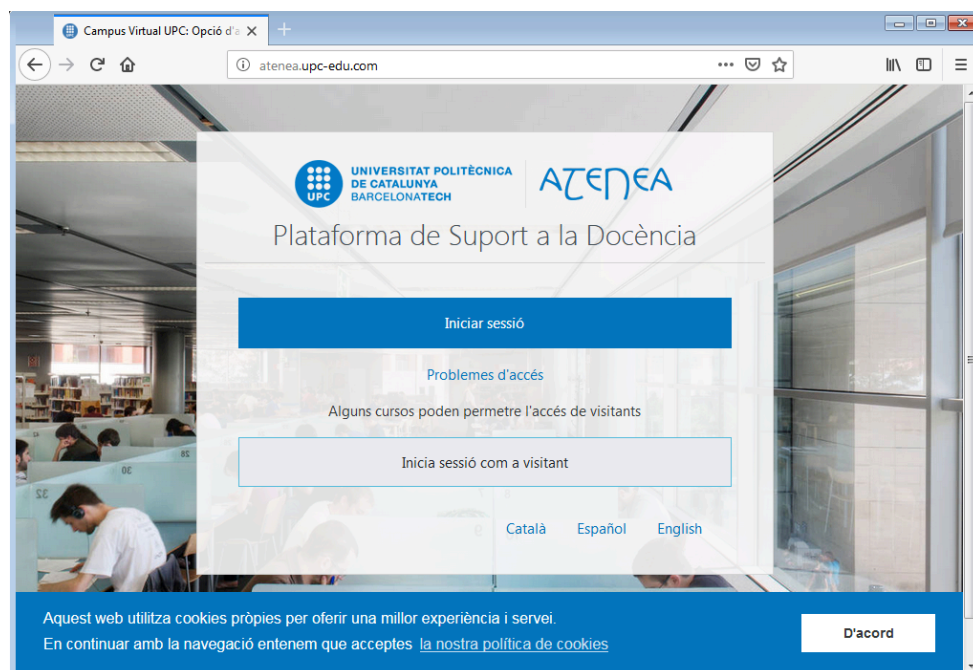 Campus Virtual UPC: Opció d'a
atenea.upc-edu.com
UNIVERSITAT POLITÈCNICA
DE CATALUNYA
BARCELONATECH
UPC
ATENEA
Plataforma de Suport a la Docència
Iniciar sessió
Problemes d'accés
Alguns cursos poden permetre l'accés de visitants
Inicia sessió com a visitant
Català Español English
30
32
Aquest web utilitza cookies pròpies per oferir una millor experiència i servei.
En continuar amb la navegació entenem que acceptes la nostra política de cookies
D'acord